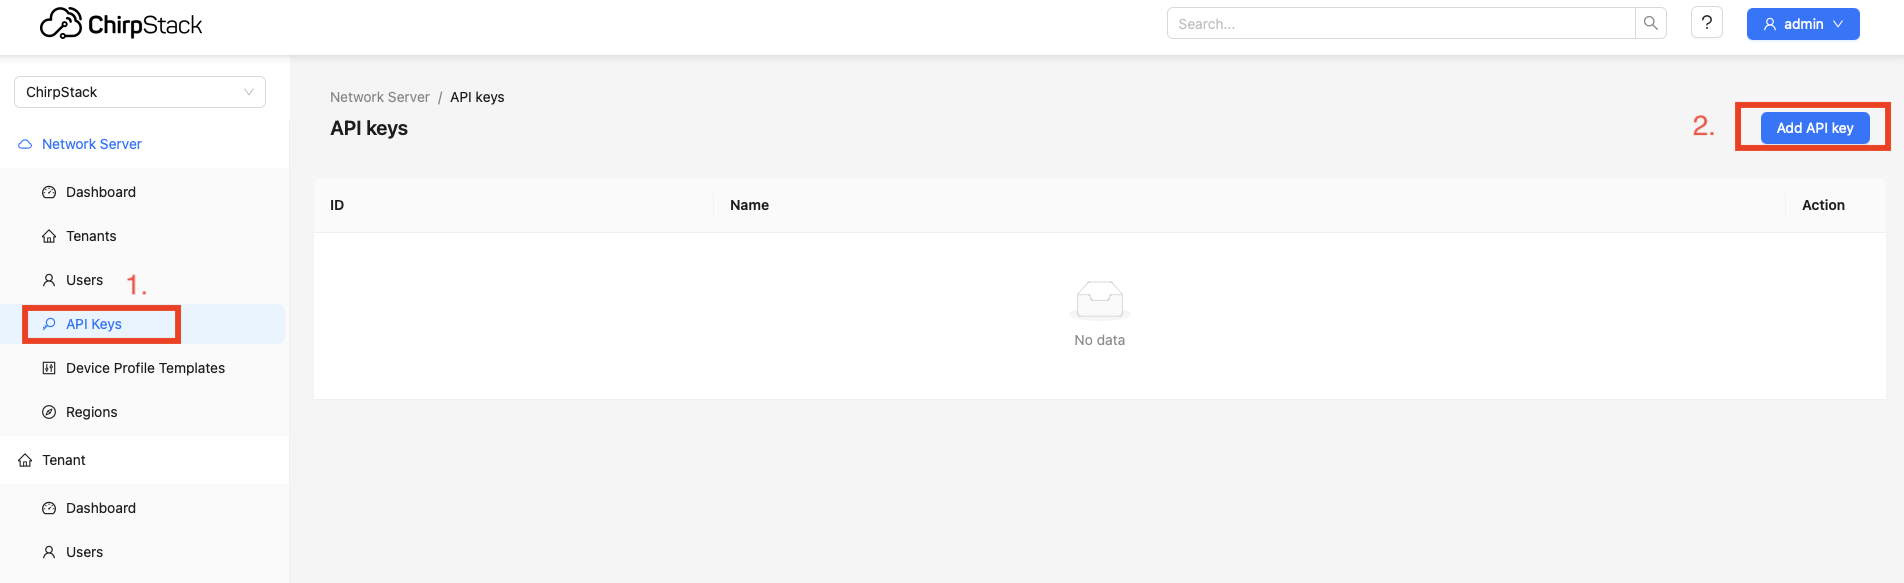 ChirpStack
Search...
?
admin
ChirpStack
Network Server
Dashboard
Tenants
Users
1.
API Keys
Device Profile Templates
Regions
Tenant
Dashboard
Users
Network Server / API keys
API keys
2.
Add API key
ID Name Action
No data